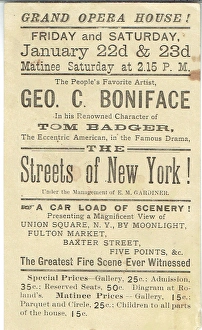 GRAND OPERA HOUSE!
FRIDAY and SATURDAY,
January 22d & 23d
Matinee Saturday at 2.15 P. M.
The People's Favorite Artist,
GEO. C. BONIFACE
In his Renowned Character of
TOM BADGER,
The Eccentric American, in the Famous Drama,
THE
Streets of New York!
Under the Management of E. M. GARDINER.
A CAR LOAD OF SCENERY!
Presenting a Magnificent View of
UNION SQUARE, N. Y., BY MOONLIGHT,
FULTON MARKET,
BAXTER STREET,
FIVE POINTS, &c.
The Greatest Fire Scene Ever Witnessed
Special Prices—Gallery, 25c.; Admission,
35c.; Reserved Seats, 50c. Diagram at Ro-
land's. Matinee Prices — Gallery, 15c.;
Parquet and Circle, 25c.; Children to all parts
of the house, 15c.